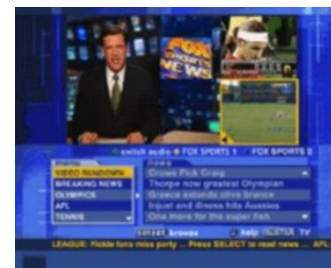 FOX
SPORTS
NEWS
switch audio FOX SPORTS 1 FOX SPORTS 2
menu
VIDEO RUNDOWN
BREAKING NEWS
OLYMPICS
AFL
TENNIS
news
Crowe Pick Craig
Thorpe now greatest Olympian
Greece extends olive branch
Injust and illness hits Aussies
One more for the super fish
browse help TV
LEAGUE: Fickle fans miss party ... Press SELECT to read news ... AFL